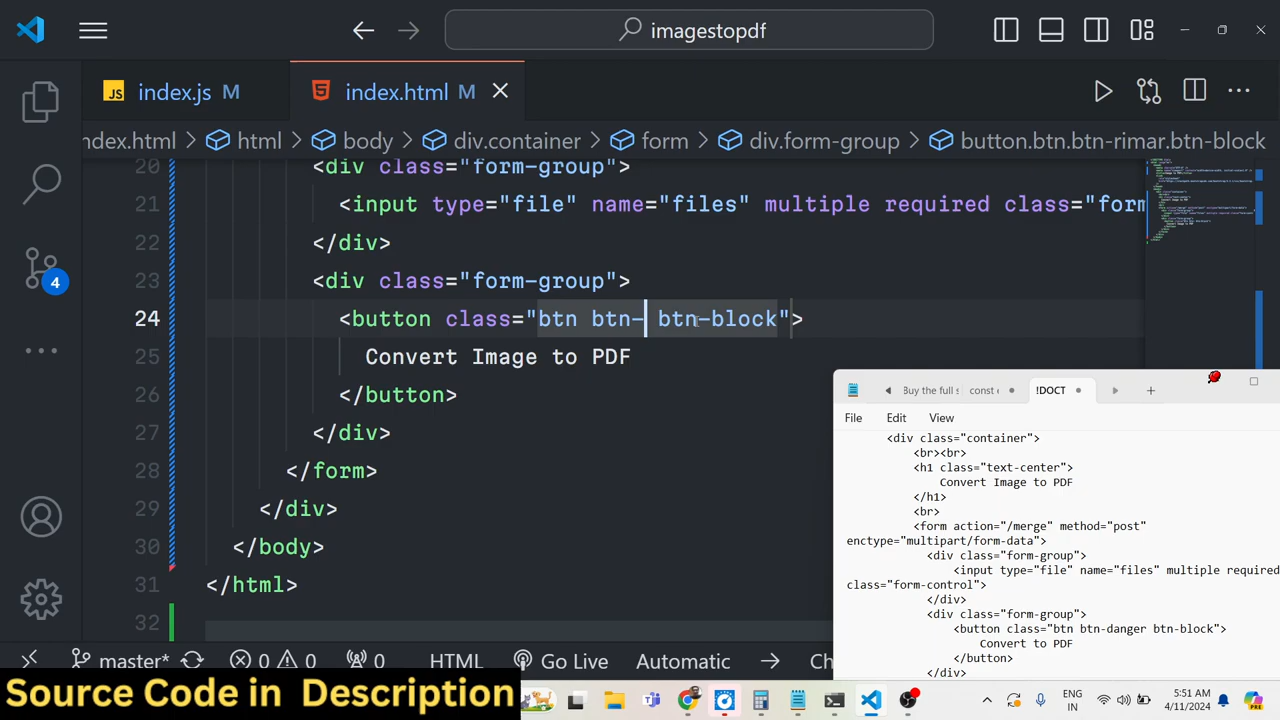 imagestopdf
index.js M
index.html M
ndex.html > html > body > div.container > form > div.form-group > button.btn.btn-rimar.btn-block
20 <div class="form-group">
21 <input type="file" name="files" multiple required class="form
22 </div>
23 <div class="form-group">
24 <button class="btn btn- btn-block">
25 Convert Image to PDF
26 </button>
27 </div>
28 </form>
29 </div>
30 </body>
31 </html>
32
4
Buy the full s
const e
!DOCT
File Edit View
<div class="container">
<br><br>
<h1 class="text-center">
Convert Image to PDF
</h1>
<br>
<form action="/merge" method="post"
enctype="multipart/form-data">
<div class="form-group">
<input type="file" name="files" multiple required
class="form-control">
</div>
<div class="form-group">
<button class="btn btn-danger btn-block">
Convert to PDF
</button>
</div>
master* 0 0 0 HTML Go Live Automatic Ch
Source Code in Description
ENG
IN
5:51 AM
4/11/2024
PRE